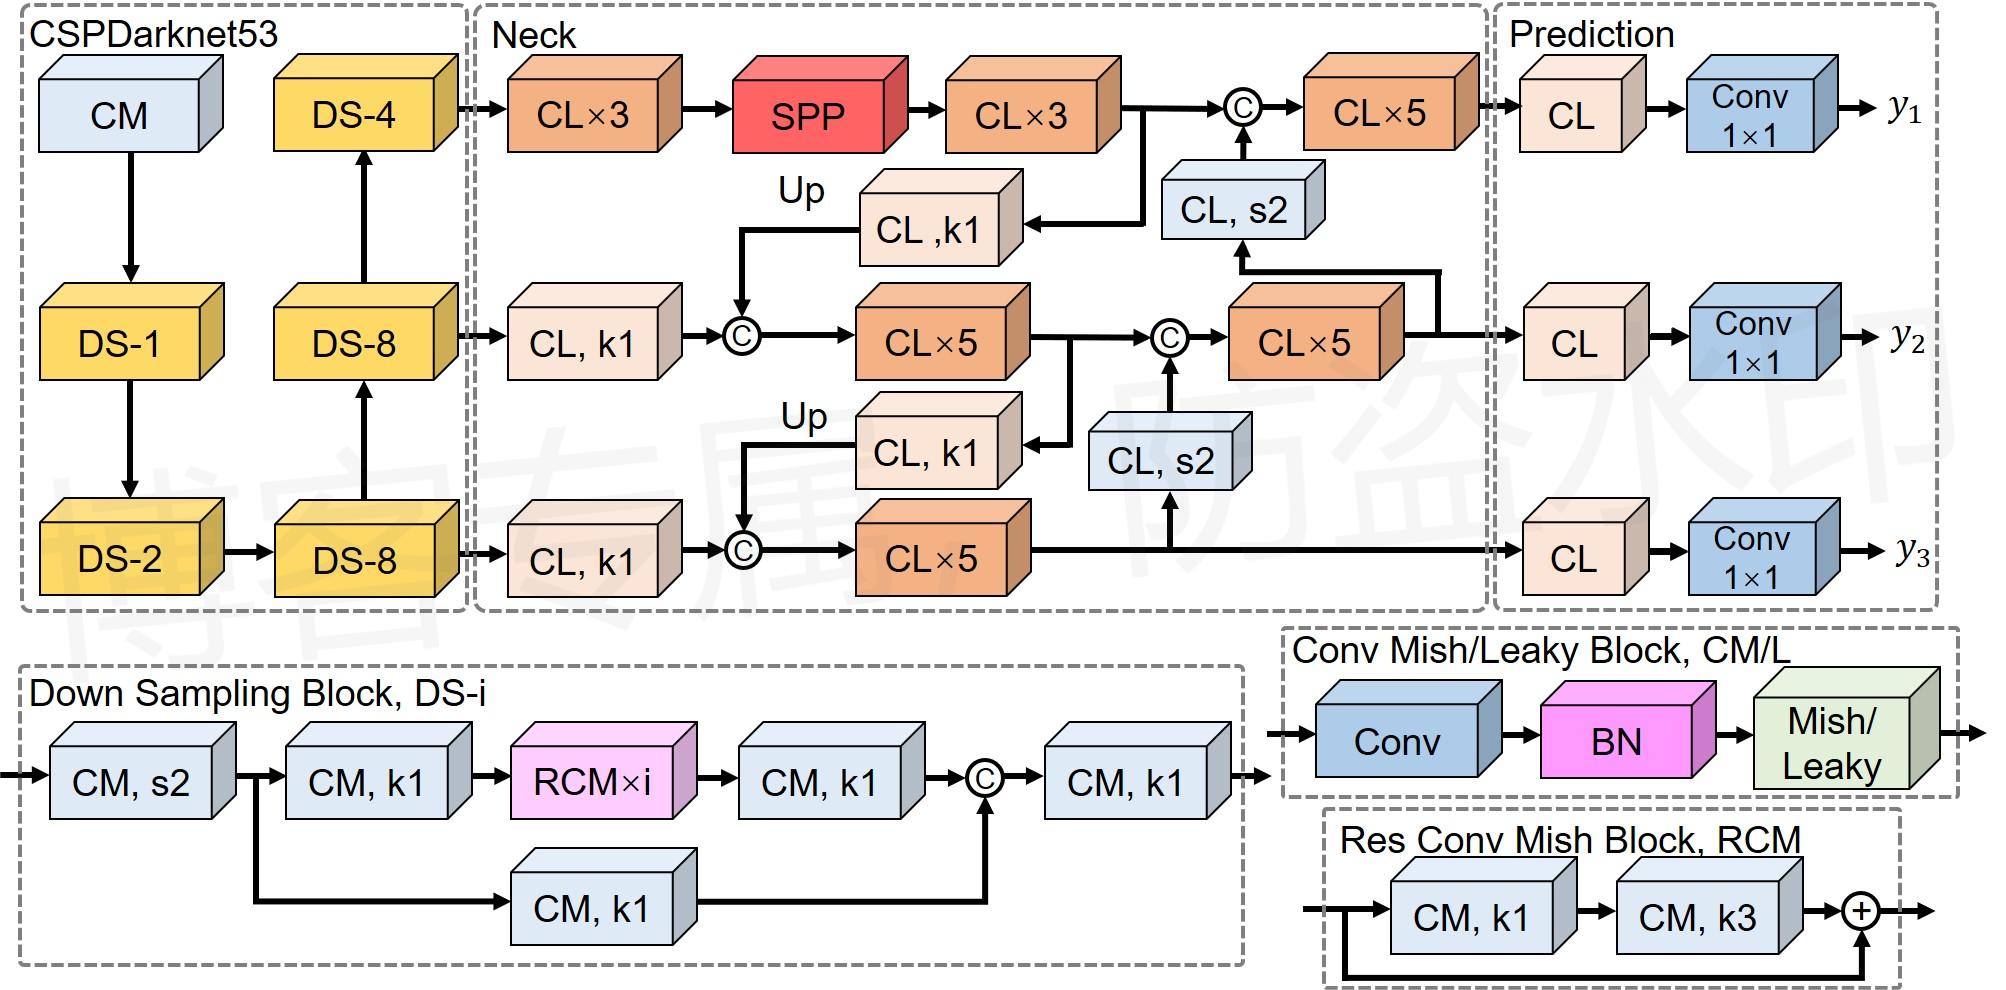 CSPDarknet53
CM
DS-4
DS-1
DS-8
DS-2
DS-8
Neck
CL×3
SPP
CL×3
C
CL×5
Up
CL ,k1
CL, s2
CL, k1
C
CL×5
C
CL×5
Up
CL, k1
CL, s2
CL, k1
C
CL×5
Prediction
CL
Conv
1×1
y1
CL
Conv
1×1
y2
CL
Conv
1×1
y3
博客专属,防盗水印
Down Sampling Block, DS-i
CM, s2
CM, k1
RCM×i
CM, k1
C
CM, k1
CM, k1
Conv Mish/Leaky Block, CM/L
Conv
BN
Mish/
Leaky
Res Conv Mish Block, RCM
CM, k1
CM, k3
+